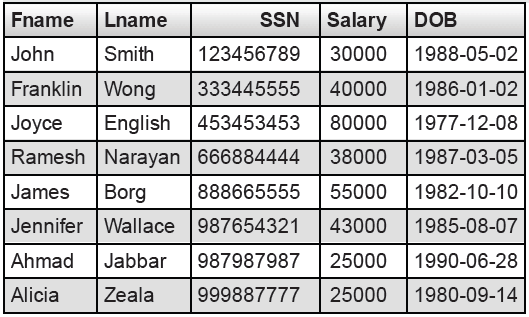 Fname Lname SSN Salary DOB
John Smith 123456789 30000 1988-05-02
Franklin Wong 333445555 40000 1986-01-02
Joyce English 453453453 80000 1977-12-08
Ramesh Narayan 666884444 38000 1987-03-05
James Borg 888665555 55000 1982-10-10
Jennifer Wallace 987654321 43000 1985-08-07
Ahmad Jabbar 987987987 25000 1990-06-28
Alicia Zeala 999887777 25000 1980-09-14